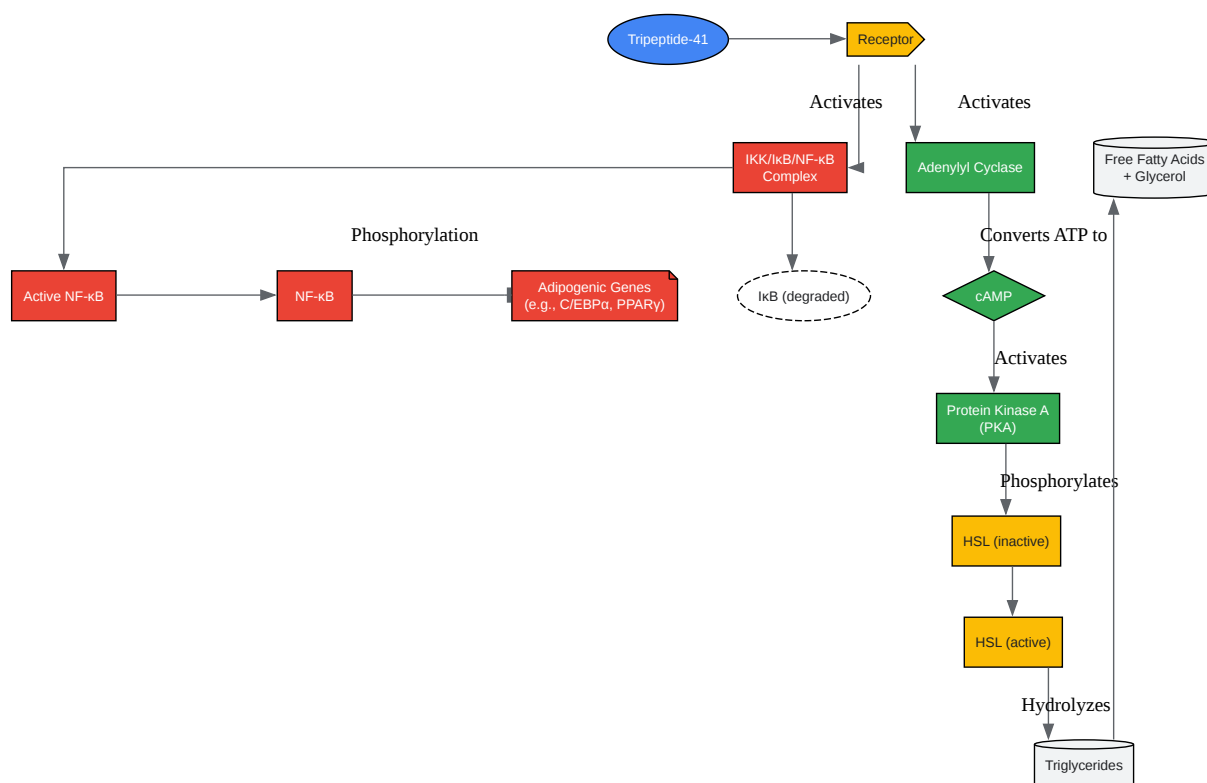 Tripeptide-41
Receptor
Activates
Activates
IKK/IκB/NF-κB
Complex
Adenylyl Cyclase
Free Fatty Acids
+ Glycerol
Phosphorylation
Converts ATP to
Active NF-κB
NF-κB
Adipogenic Genes
(e.g., C/EBPα, PPARγ)
IκB (degraded)
cAMP
Activates
Protein Kinase A
(PKA)
Phosphorylates
HSL (inactive)
HSL (active)
Hydrolyzes
Triglycerides